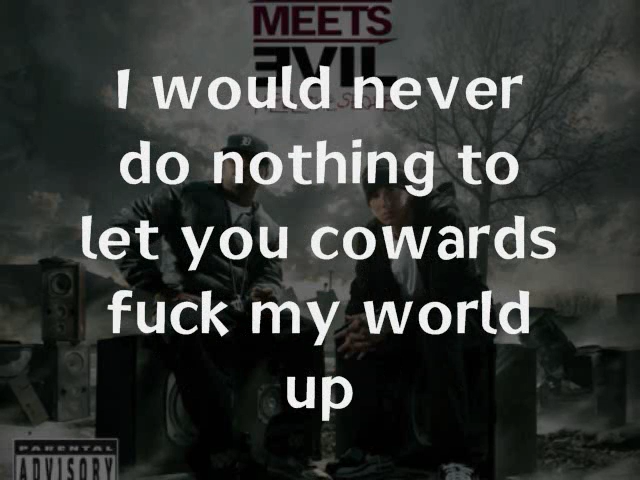 MEETS
EVIL
I would never
do nothing to
let you cowards
fuck my world
up
PARENTAL
ADVISORY